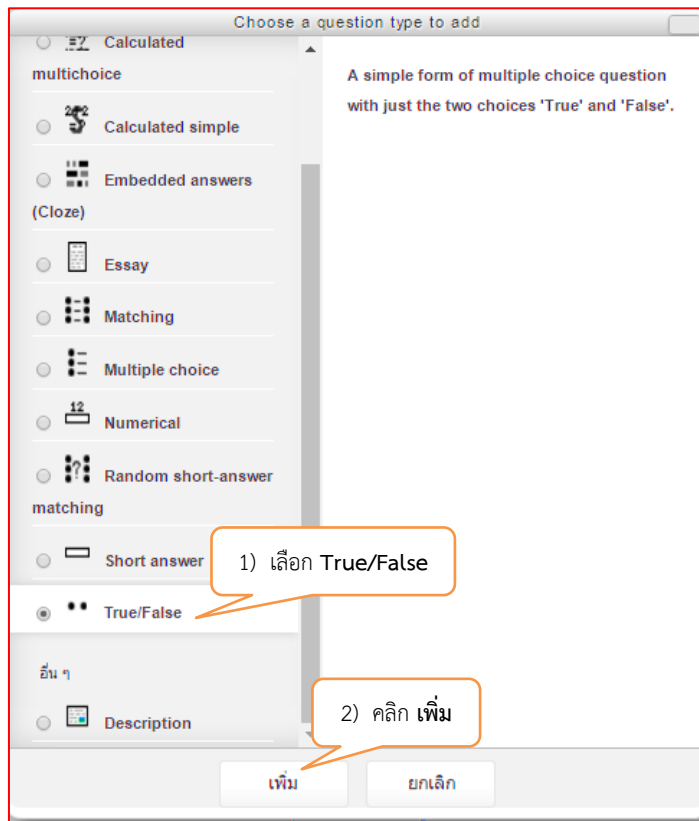 Choose a question type to add
Calculated
multichoice
Calculated simple
Embedded answers
(Cloze)
Essay
Matching
Multiple choice
12
Numerical
Random short-answer
matching
Short answer
True/False
อื่น ๆ
Description
A simple form of multiple choice question
with just the two choices 'True' and 'False'.
1) เลือก True/False
2) คลิก เพิ่ม
เพิ่ม
ยกเลิก